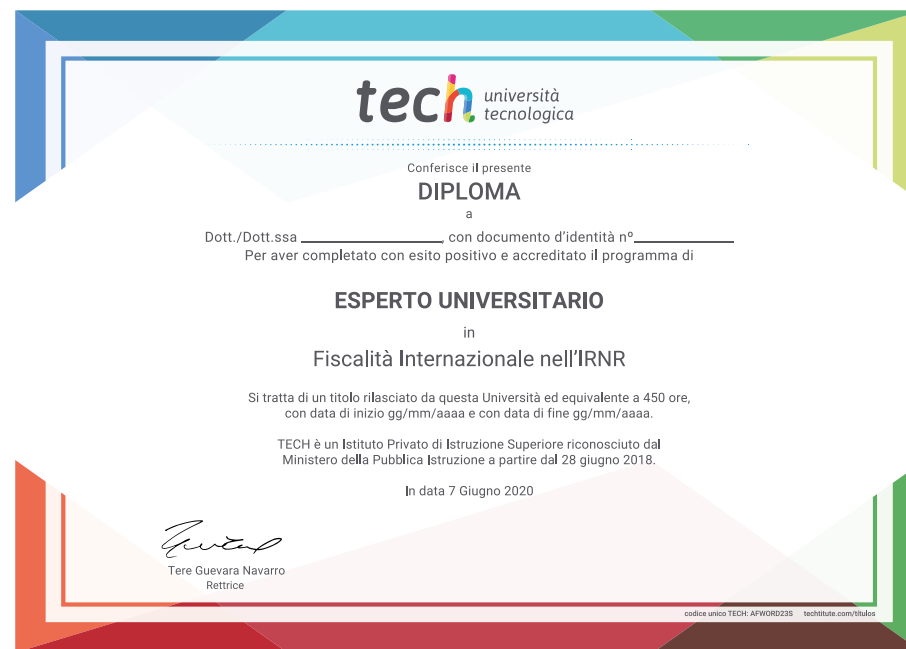 tech università
tecnologica
Conferisce il presente
DIPLOMA
a
Dott./Dott.ssa ________________, con documento d'identità nº____________
Per aver completato con esito positivo e accreditato il programma di
ESPERTO UNIVERSITARIO
in
Fiscalità Internazionale nell'IRNR
Si tratta di un titolo rilasciato da questa Università ed equivalente a 450 ore,
con data di inizio gg/mm/aaaa e con data di fine gg/mm/aaaa.
TECH è un Istituto Privato di Istruzione Superiore riconosciuto dal
Ministero della Pubblica Istruzione a partire dal 28 giugno 2018.
In data 7 Giugno 2020
Tere Guevara Navarro
Rettrice
codice unico TECH: AFWORD23S techtitute.com/titulos